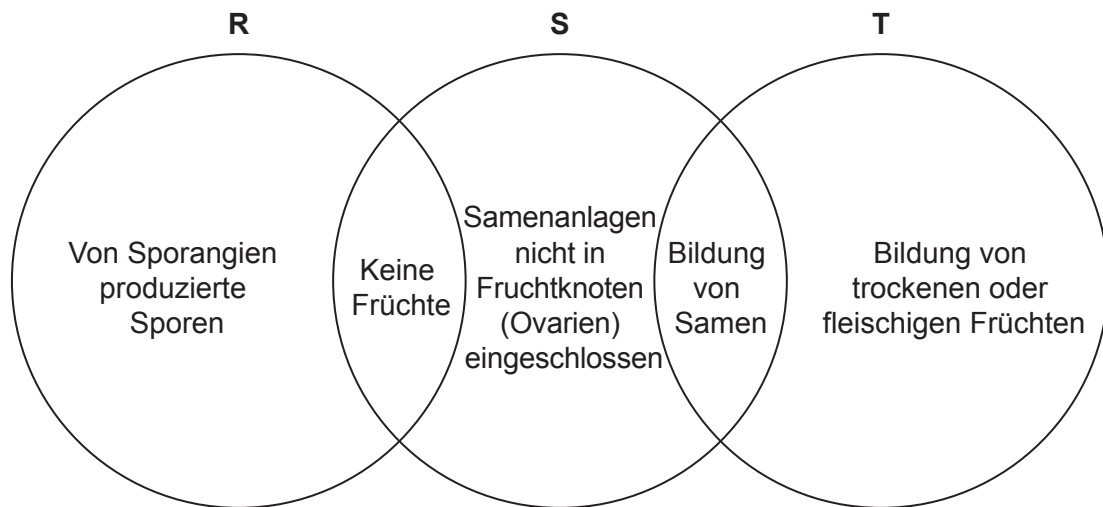 R
S
T
Von Sporangien
produzierte
Sporen
Keine
Früchte
Samenanlagen
nicht in
Fruchtknoten
(Ovarien)
eingeschlossen
Bildung
von
Samen
Bildung von
trockenen oder
fleischigen Früchten